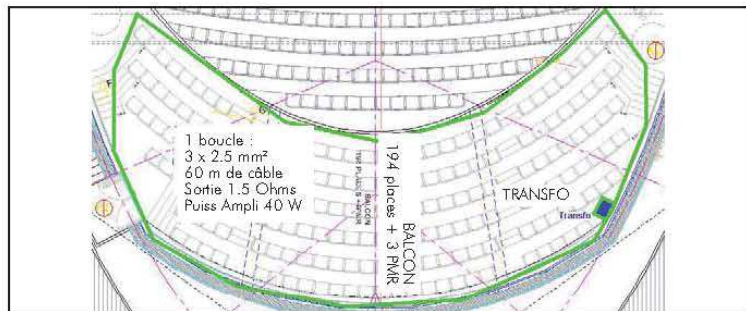 1 boucle :
3 x 2.5 mm²
60 m de câble
Sortie 1.5 Ohms
Puiss Ampli 40 W
BALCON
194 places + 3 PMR
BALCON
TRANSFO
Transfo